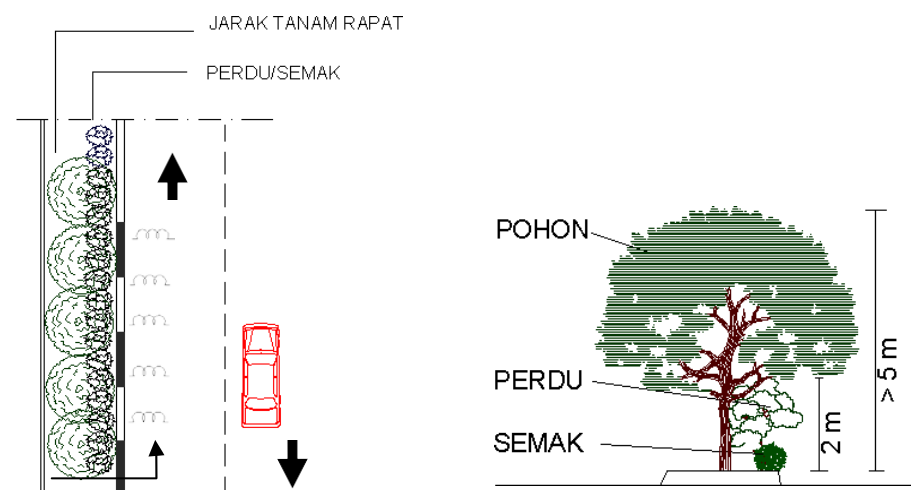 JARAK TANAM RAPAT
PERDU/SEMAK
POHON
PERDU
SEMAK
2 m
> 5 m